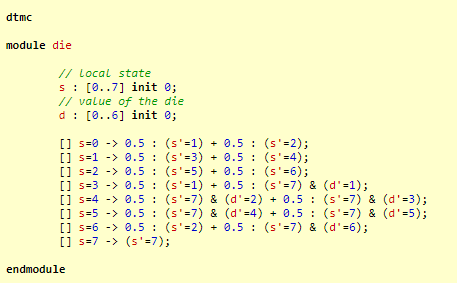 dtmc
module die
// local state
s : [0..7] init 0;
// value of the die
d : [0..6] init 0;
[] s=0 -> 0.5 : (s'=1) + 0.5 : (s'=2);
[] s=1 -> 0.5 : (s'=3) + 0.5 : (s'=4);
[] s=2 -> 0.5 : (s'=5) + 0.5 : (s'=6);
[] s=3 -> 0.5 : (s'=1) + 0.5 : (s'=7) & (d'=1);
[] s=4 -> 0.5 : (s'=7) & (d'=2) + 0.5 : (s'=7) & (d'=3);
[] s=5 -> 0.5 : (s'=7) & (d'=4) + 0.5 : (s'=7) & (d'=5);
[] s=6 -> 0.5 : (s'=2) + 0.5 : (s'=7) & (d'=6);
[] s=7 -> (s'=7);
endmodule